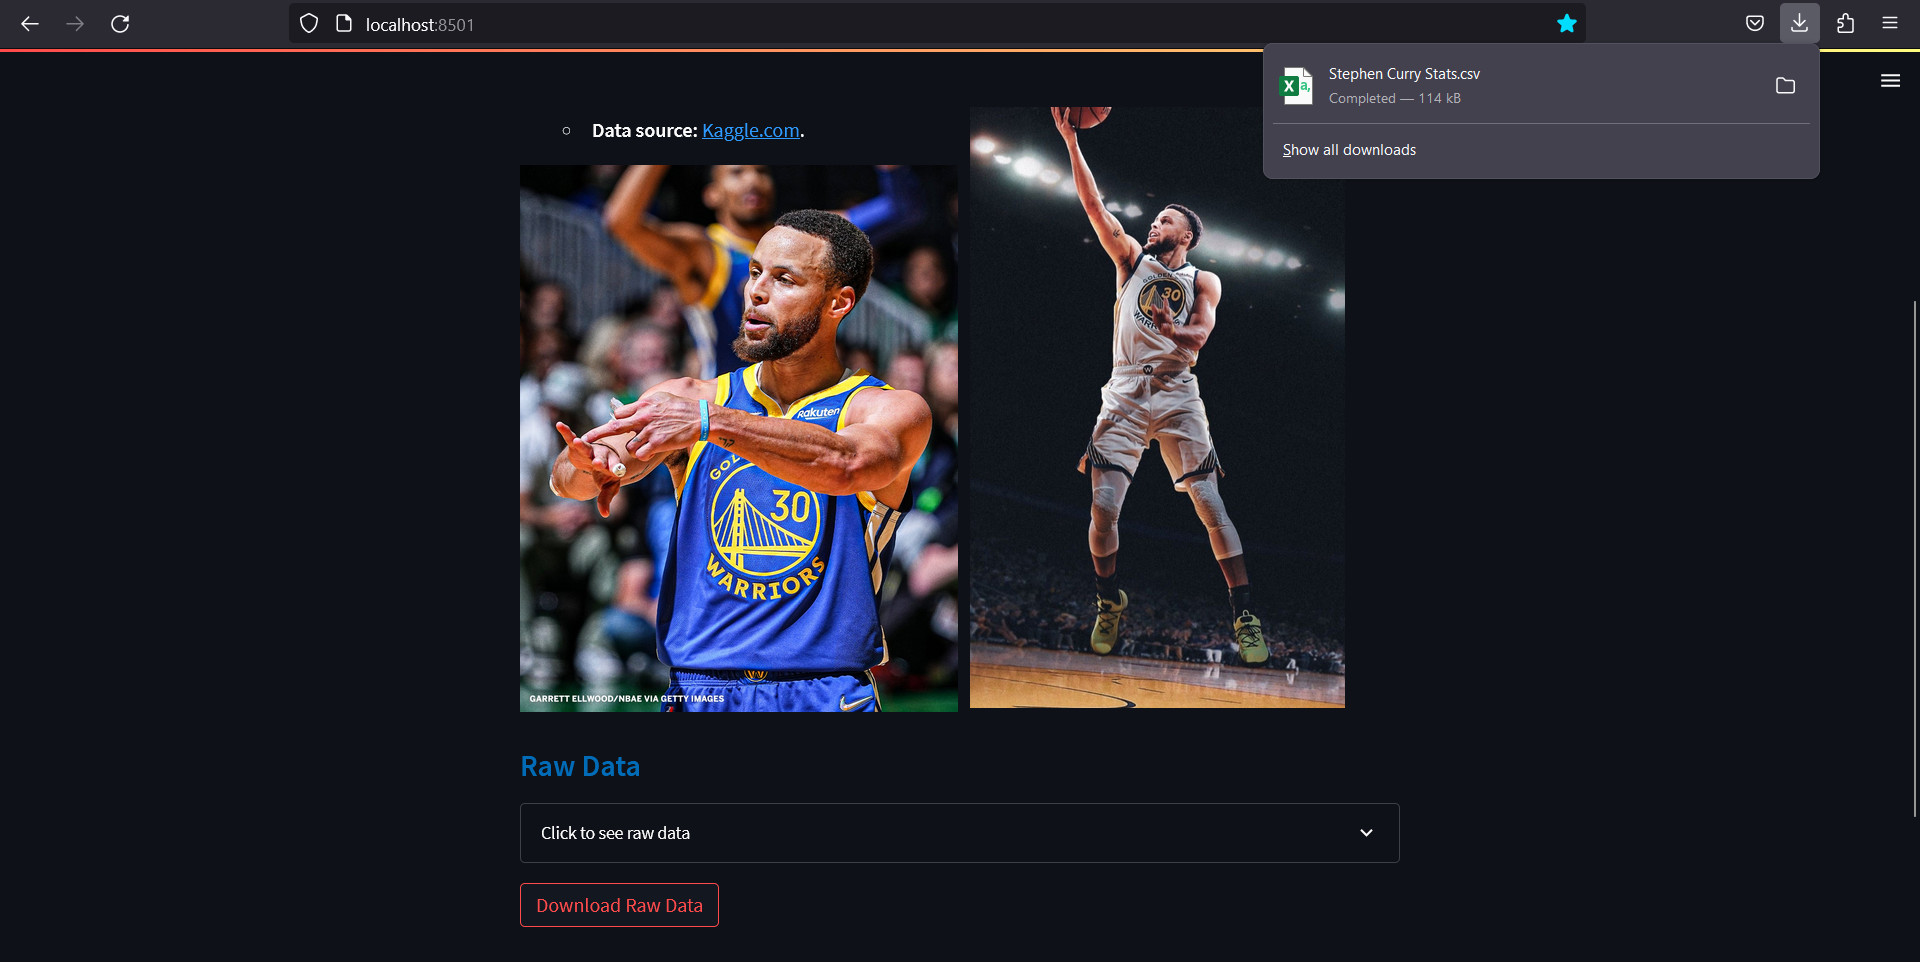 localhost:8501
Stephen Curry Stats.csv
Completed — 114 kB
Show all downloads
Data source: Kaggle.com.
Rakuten
GOL
30
WARRIORS
GARRETT ELLWOOD/NBAE VIA GETTY IMAGES
GOLDEN
30
Raw Data
Click to see raw data
Download Raw Data